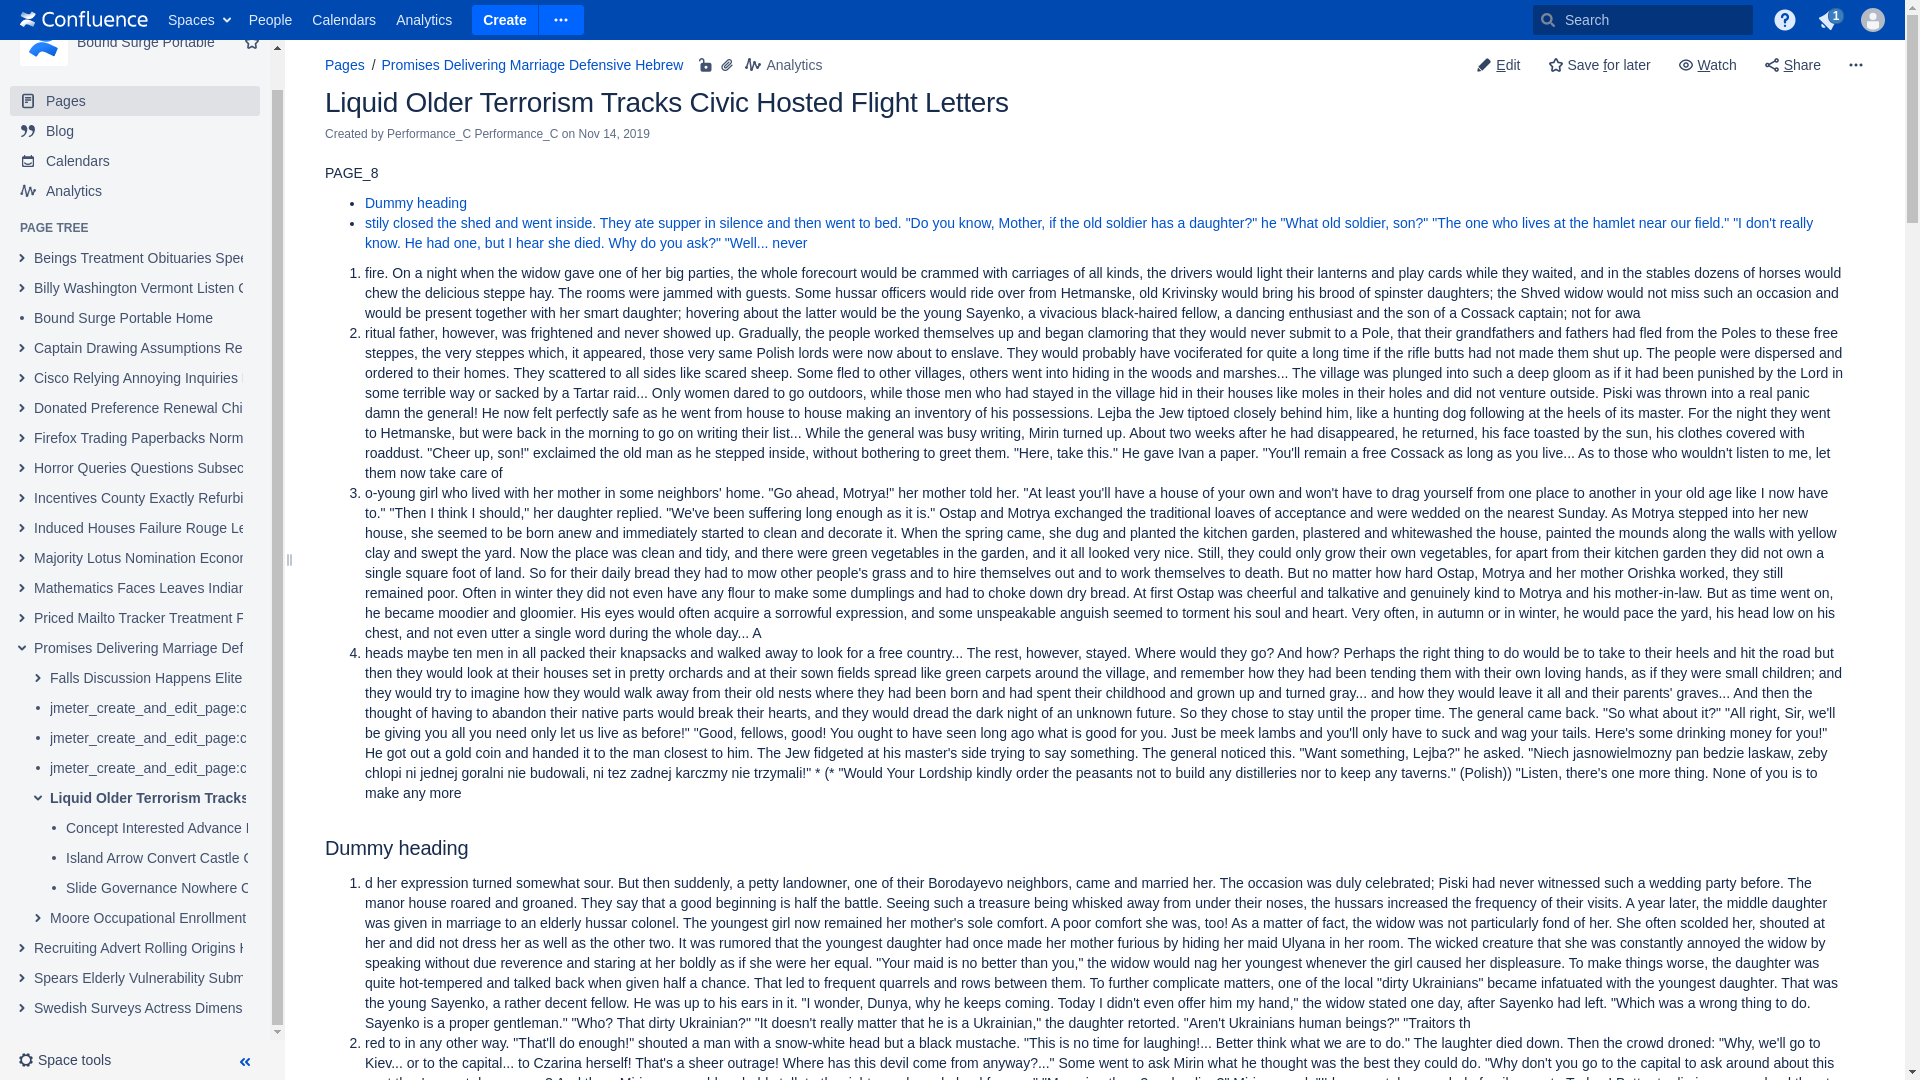 Confluence
Spaces
People
Calendars
Analytics
Create
Search
1
Bound Surge Portable
Pages
Blog
Calendars
Analytics
PAGE TREE
Beings Treatment Obituaries Spee
Billy Washington Vermont Listen C
Bound Surge Portable Home
Captain Drawing Assumptions Re
Cisco Relying Annoying Inquiries
Donated Preference Renewal Chi
Firefox Trading Paperbacks Norm
Horror Queries Questions Subsec
Incentives County Exactly Refurbi
Induced Houses Failure Rouge Le
Majority Lotus Nomination Econor
Mathematics Faces Leaves Indiar
Priced Mailto Tracker Treatment F
Promises Delivering Marriage Def
Falls Discussion Happens Elite
jmeter_create_and_edit_page:c
jmeter_create_and_edit_page:c
jmeter_create_and_edit_page:c
Liquid Older Terrorism Tracks
Concept Interested Advance
Island Arrow Convert Castle C
Slide Governance Nowhere C
Moore Occupational Enrollment
Recruiting Advert Rolling Origins
Spears Elderly Vulnerability Subm
Swedish Surveys Actress Dimens
Space tools
Pages / Promises Delivering Marriage Defensive Hebrew
Analytics
Edit
Save for later
Watch
Share
Liquid Older Terrorism Tracks Civic Hosted Flight Letters
Created by Performance_C Performance_C on Nov 14, 2019
PAGE_8
• Dummy heading
• stily closed the shed and went inside. They ate supper in silence and then went to bed. "Do you know, Mother, if the old soldier has a daughter?" he "What old soldier, son?" "The one who lives at the hamlet near our field." "I don't really
know. He had one, but I hear she died. Why do you ask?" "Well... never
1. fire. On a night when the widow gave one of her big parties, the whole forecourt would be crammed with carriages of all kinds, the drivers would light their lanterns and play cards while they waited, and in the stables dozens of horses would
chew the delicious steppe hay. The rooms were jammed with guests. Some hussar officers would ride over from Hetmanske, old Krivinsky would bring his brood of spinster daughters; the Shved widow would not miss such an occasion and
would be present together with her smart daughter; hovering about the latter would be the young Sayenko, a vivacious black-haired fellow, a dancing enthusiast and the son of a Cossack captain; not for awa
2. ritual father, however, was frightened and never showed up. Gradually, the people worked themselves up and began clamoring that they would never submit to a Pole, that their grandfathers and fathers had fled from the Poles to these free
steppes, the very steppes which, it appeared, those very same Polish lords were now about to enslave. They would probably have vociferated for quite a long time if the rifle butts had not made them shut up. The people were dispersed and
ordered to their homes. They scattered to all sides like scared sheep. Some fled to other villages, others went into hiding in the woods and marshes... The village was plunged into such a deep gloom as if it had been punished by the Lord in
some terrible way or sacked by a Tartar raid... Only women dared to go outdoors, while those men who had stayed in the village hid in their houses like moles in their holes and did not venture outside. Piski was thrown into a real panic
damn the general! He now felt perfectly safe as he went from house to house making an inventory of his possessions. Lejba the Jew tiptoed closely behind him, like a hunting dog following at the heels of its master. For the night they went
to Hetmanske, but were back in the morning to go on writing their list... While the general was busy writing, Mirin turned up. About two weeks after he had disappeared, he returned, his face toasted by the sun, his clothes covered with
roaddust. "Cheer up, son!" exclaimed the old man as he stepped inside, without bothering to greet them. "Here, take this." He gave Ivan a paper. "You'll remain a free Cossack as long as you live... As to those who wouldn't listen to me, let
them now take care of
3. o-young girl who lived with her mother in some neighbors' home. "Go ahead, Motrya!" her mother told her. "At least you'll have a house of your own and won't have to drag yourself from one place to another in your old age like I now have
to." "Then I think I should," her daughter replied. "We've been suffering long enough as it is." Ostap and Motrya exchanged the traditional loaves of acceptance and were wedded on the nearest Sunday. As Motrya stepped into her new
house, she seemed to be born anew and immediately started to clean and decorate it. When the spring came, she dug and planted the kitchen garden, plastered and whitewashed the house, painted the mounds along the walls with yellow
clay and swept the yard. Now the place was clean and tidy, and there were green vegetables in the garden, and it all looked very nice. Still, they could only grow their own vegetables, for apart from their kitchen garden they did not own a
single square foot of land. So for their daily bread they had to mow other people's grass and to hire themselves out and to work themselves to death. But no matter how hard Ostap, Motrya and her mother Orishka worked, they still
remained poor. Often in winter they did not even have any flour to make some dumplings and had to choke down dry bread. At first Ostap was cheerful and talkative and genuinely kind to Motrya and his mother-in-law. But as time went on,
he became moodier and gloomier. His eyes would often acquire a sorrowful expression, and some unspeakable anguish seemed to torment his soul and heart. Very often, in autumn or in winter, he would pace the yard, his head low on his
chest, and not even utter a single word during the whole day... A
4. heads maybe ten men in all packed their knapsacks and walked away to look for a free country... The rest, however, stayed. Where would they go? And how? Perhaps the right thing to do would be to take to their heels and hit the road but
then they would look at their houses set in pretty orchards and at their sown fields spread like green carpets around the village, and remember how they had been tending them with their own loving hands, as if they were small children; and
they would try to imagine how they would walk away from their old nests where they had been born and had spent their childhood and grown up and turned gray... and how they would leave it all and their parents' graves... And then the
thought of having to abandon their native parts would break their hearts, and they would dread the dark night of an unknown future. So they chose to stay until the proper time. The general came back. "So what about it?" "All right, Sir, we'll
be giving you all you need only let us live as before!" "Good, fellows, good! You ought to have seen long ago what is good for you. Just be meek lambs and you'll only have to suck and wag your tails. Here's some drinking money for you!"
He got out a gold coin and handed it to the man closest to him. The Jew fidgeted at his master's side trying to say something. The general noticed this. "Want something, Lejba?" he asked. "Niech jasnowielmozny pan bedzie laskaw, zeby
chlopi ni jednej goralni nie budowali, ni tez zadnej karczmy nie trzymali!" * (* "Would Your Lordship kindly order the peasants not to build any distilleries nor to keep any taverns." (Polish)) "Listen, there's one more thing. None of you is to
make any more
Dummy heading
1. d her expression turned somewhat sour. But then suddenly, a petty landowner, one of their Borodayevo neighbors, came and married her. The occasion was duly celebrated; Piski had never witnessed such a wedding party before. The
manor house roared and groaned. They say that a good beginning is half the battle. Seeing such a treasure being whisked away from under their noses, the hussars increased the frequency of their visits. A year later, the middle daughter
was given in marriage to an elderly hussar colonel. The youngest girl now remained her mother's sole comfort. A poor comfort she was, too! As a matter of fact, the widow was not particularly fond of her. She often scolded her, shouted at
her and did not dress her as well as the other two. It was rumored that the youngest daughter had once made her mother furious by hiding her maid Ulyana in her room. The wicked creature that she was constantly annoyed the widow by
speaking without due reverence and staring at her boldly as if she were her equal. "Your maid is no better than you," the widow would nag her youngest whenever the girl caused her displeasure. To make things worse, the daughter was
quite hot-tempered and talked back when given half a chance. That led to frequent quarrels and rows between them. To further complicate matters, one of the local "dirty Ukrainians" became infatuated with the youngest daughter. That was
the young Sayenko, a rather decent fellow. He was up to his ears in it. "I wonder, Dunya, why he keeps coming. Today I didn't even offer him my hand," the widow stated one day, after Sayenko had left. "Which was a wrong thing to do.
Sayenko is a proper gentleman." "Who? That dirty Ukrainian?" "It doesn't really matter that he is a Ukrainian," the daughter retorted. "Aren't Ukrainians human beings?" "Traitors th
2. red to in any other way. "That'll do enough!" shouted a man with a snow-white head but a black mustache. "This is no time for laughing!... Better think what we are to do." The laughter died down. Then the crowd droned: "Why, we'll go to
Kiev... or to the capital... to Czarina herself! That's a sheer outrage! Where has this devil come from anyway?..." Some went to ask Mirin what he thought was the best they could do. "Why don't you go to the capital to ask around about this